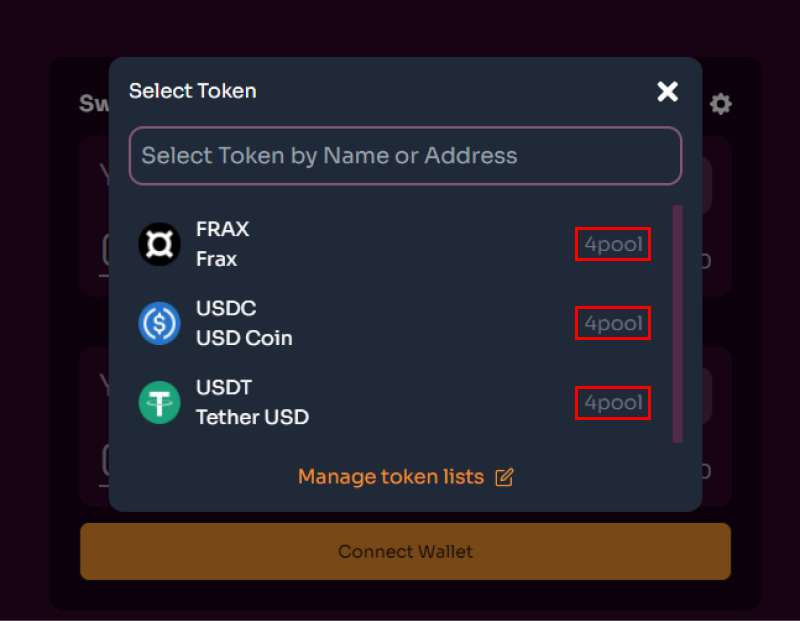 Select Token
Sw
Select Token by Name or Address
FRAX
Frax
4pool
USDC
USD Coin
4pool
USDT
Tether USD
4pool
Manage token lists
Connect Wallet